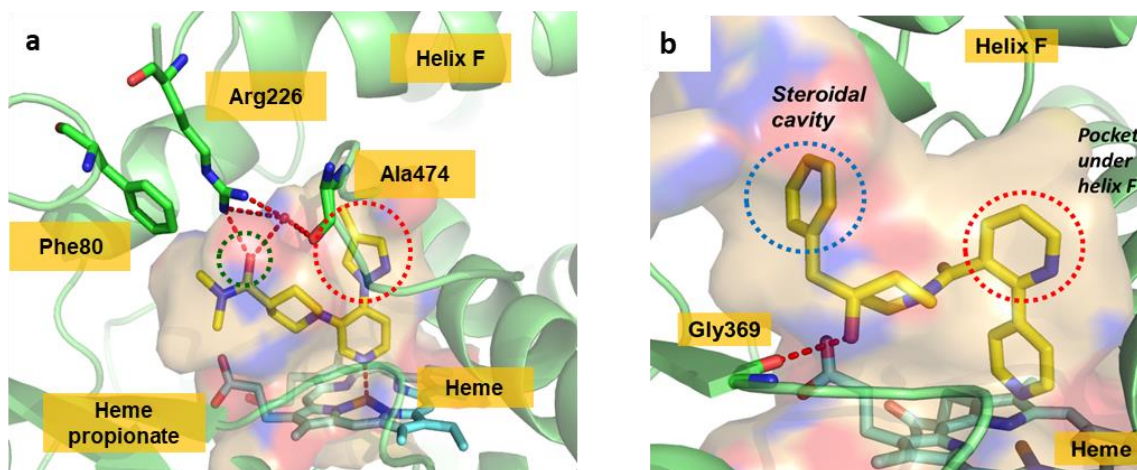 a
Helix F
Arg226
Ala474
Phe80
Heme
Heme
propionate
b
Helix F
Steroidal
cavity
Pocket
under
helix F
Gly369
Heme